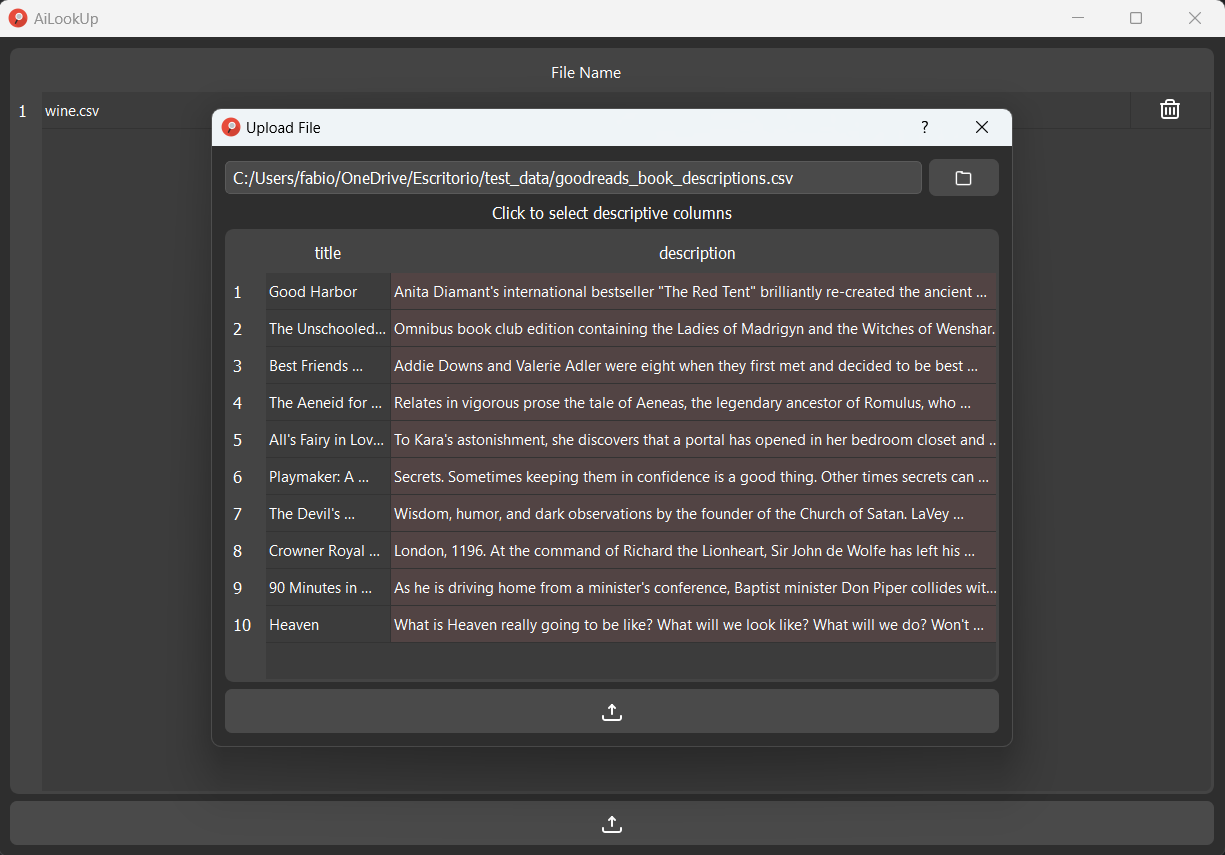 AiLookUp
File Name
1 wine.csv
Upload File ?
C:/Users/fabio/OneDrive/Escritorio/test_data/goodreads_book_descriptions.csv
Click to select descriptive columns
title description
1 Good Harbor Anita Diamant's international bestseller "The Red Tent" brilliantly re-created the ancient ...
2 The Unschooled... Omnibus book club edition containing the Ladies of Madrigyn and the Witches of Wenshar.
3 Best Friends ... Addie Downs and Valerie Adler were eight when they first met and decided to be best ...
4 The Aeneid for ... Relates in vigorous prose the tale of Aeneas, the legendary ancestor of Romulus, who ...
5 All's Fairy in Lov... To Kara's astonishment, she discovers that a portal has opened in her bedroom closet and ..
6 Playmaker: A ... Secrets. Sometimes keeping them in confidence is a good thing. Other times secrets can ...
7 The Devil's ... Wisdom, humor, and dark observations by the founder of the Church of Satan. LaVey ...
8 Crowner Royal ... London, 1196. At the command of Richard the Lionheart, Sir John de Wolfe has left his ...
9 90 Minutes in ... As he is driving home from a minister's conference, Baptist minister Don Piper collides wit...
10 Heaven What is Heaven really going to be like? What will we look like? What will we do? Won't ...